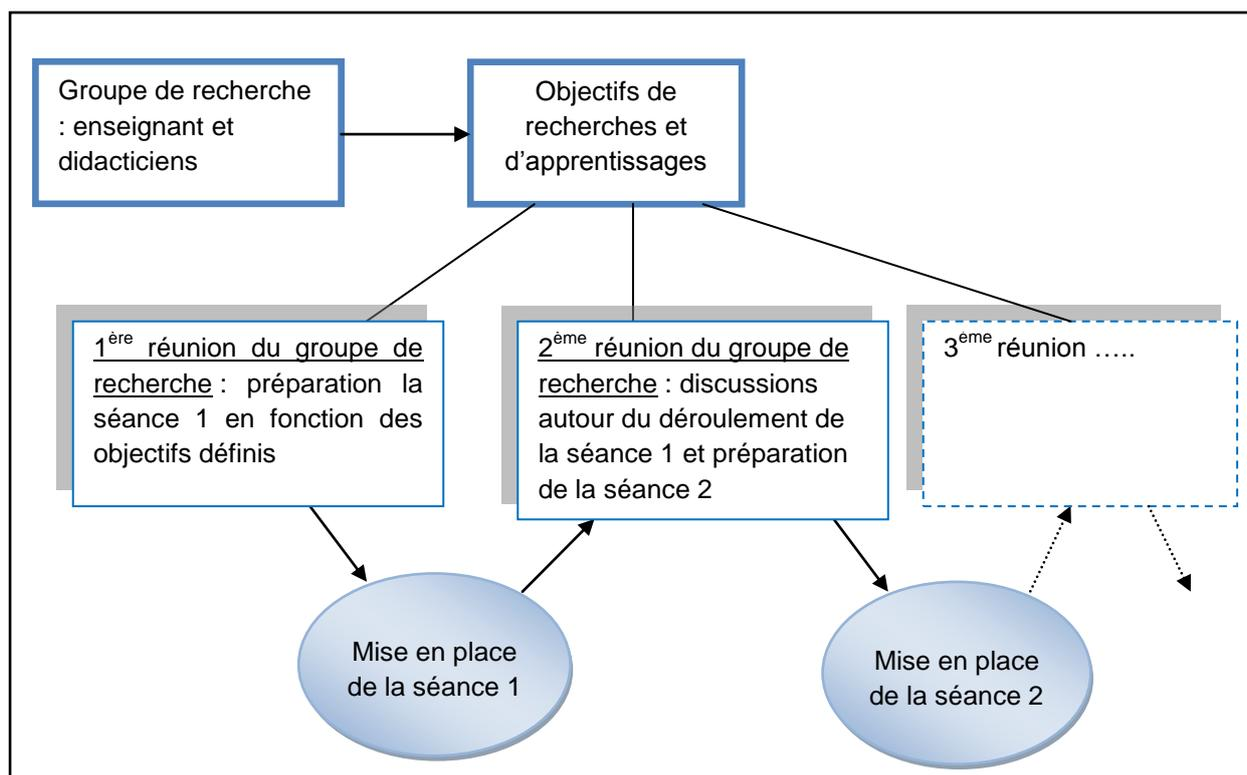 Groupe de recherche
: enseignant et
didacticiens
Objectifs de
recherches et
d’apprentissages
1ère réunion du groupe de
recherche : préparation la
séance 1 en fonction des
objectifs définis
2ème réunion du groupe de
recherche : discussions
autour du déroulement de
la séance 1 et préparation
de la séance 2
3ème réunion …..
Mise en place
de la séance 1
Mise en place
de la séance 2